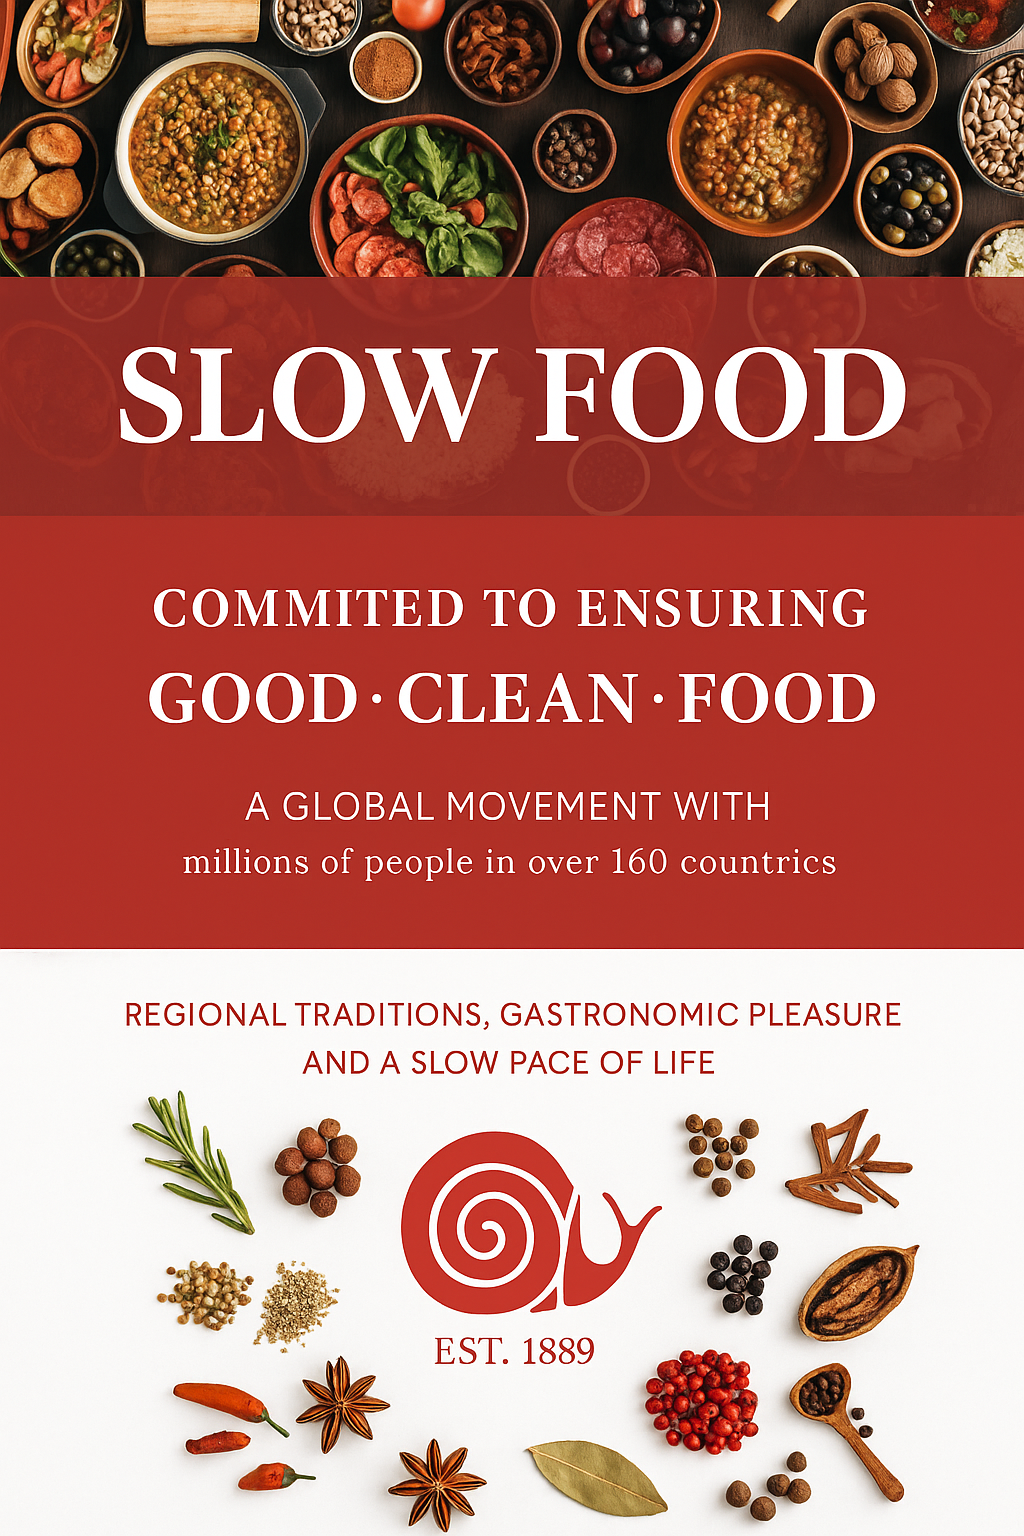 SLOW FOOD
COMMITED TO ENSURING
GOOD · CLEAN · FOOD
A GLOBAL MOVEMENT WITH
millions of people in over 160 countrics
REGIONAL TRADITIONS, GASTRONOMIC PLEASURE
AND A SLOW PACE OF LIFE
EST. 1889